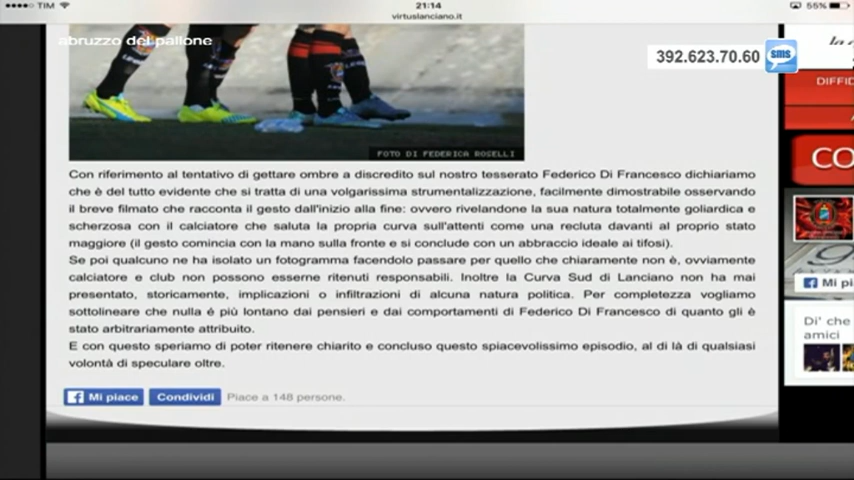 TIM
21:14
55%
virtuslanciano.it
abruzzo del pallone
392.623.70.60
sms
DIFFID
CO
FOTO DI FEDERICA ROSELLI
Con riferimento al tentativo di gettare ombre a discredito sul nostro tesserato Federico Di Francesco dichiariamo
che è del tutto evidente che si tratta di una volgarissima strumentalizzazione, facilmente dimostrabile osservando
il breve filmato che racconta il gesto dall'inizio alla fine: ovvero rivelandone la sua natura totalmente goliardica e
scherzosa con il calciatore che saluta la propria curva sull'attenti come una recluta davanti al proprio stato
maggiore (il gesto comincia con la mano sulla fronte e si conclude con un abbraccio ideale ai tifosi).
Se poi qualcuno ne ha isolato un fotogramma facendolo passare per quello che chiaramente non è, ovviamente
calciatore e club non possono esserne ritenuti responsabili. Inoltre la Curva Sud di Lanciano non ha mai
presentato, storicamente, implicazioni o infiltrazioni di alcuna natura politica. Per completezza vogliamo
sottolineare che nulla é più lontano dai pensieri e dai comportamenti di Federico Di Francesco di quanto gli è
stato arbitrariamente attribuito.
E con questo speriamo di poter ritenere chiarito e concluso questo spiacevolissimo episodio, al di là di qualsiasi
volontà di speculare oltre.
Mi piace
Condividi
Piace a 148 persone.
Mi pia
Di' che
amici